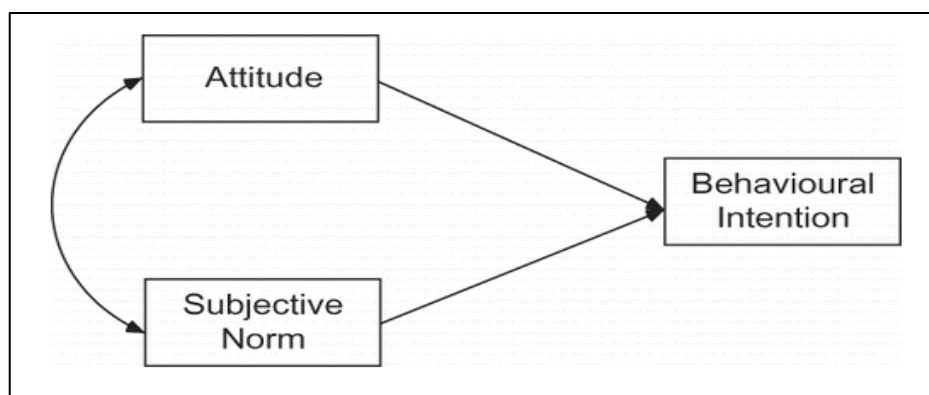 Attitude
Behavioural
Intention
Subjective
Norm